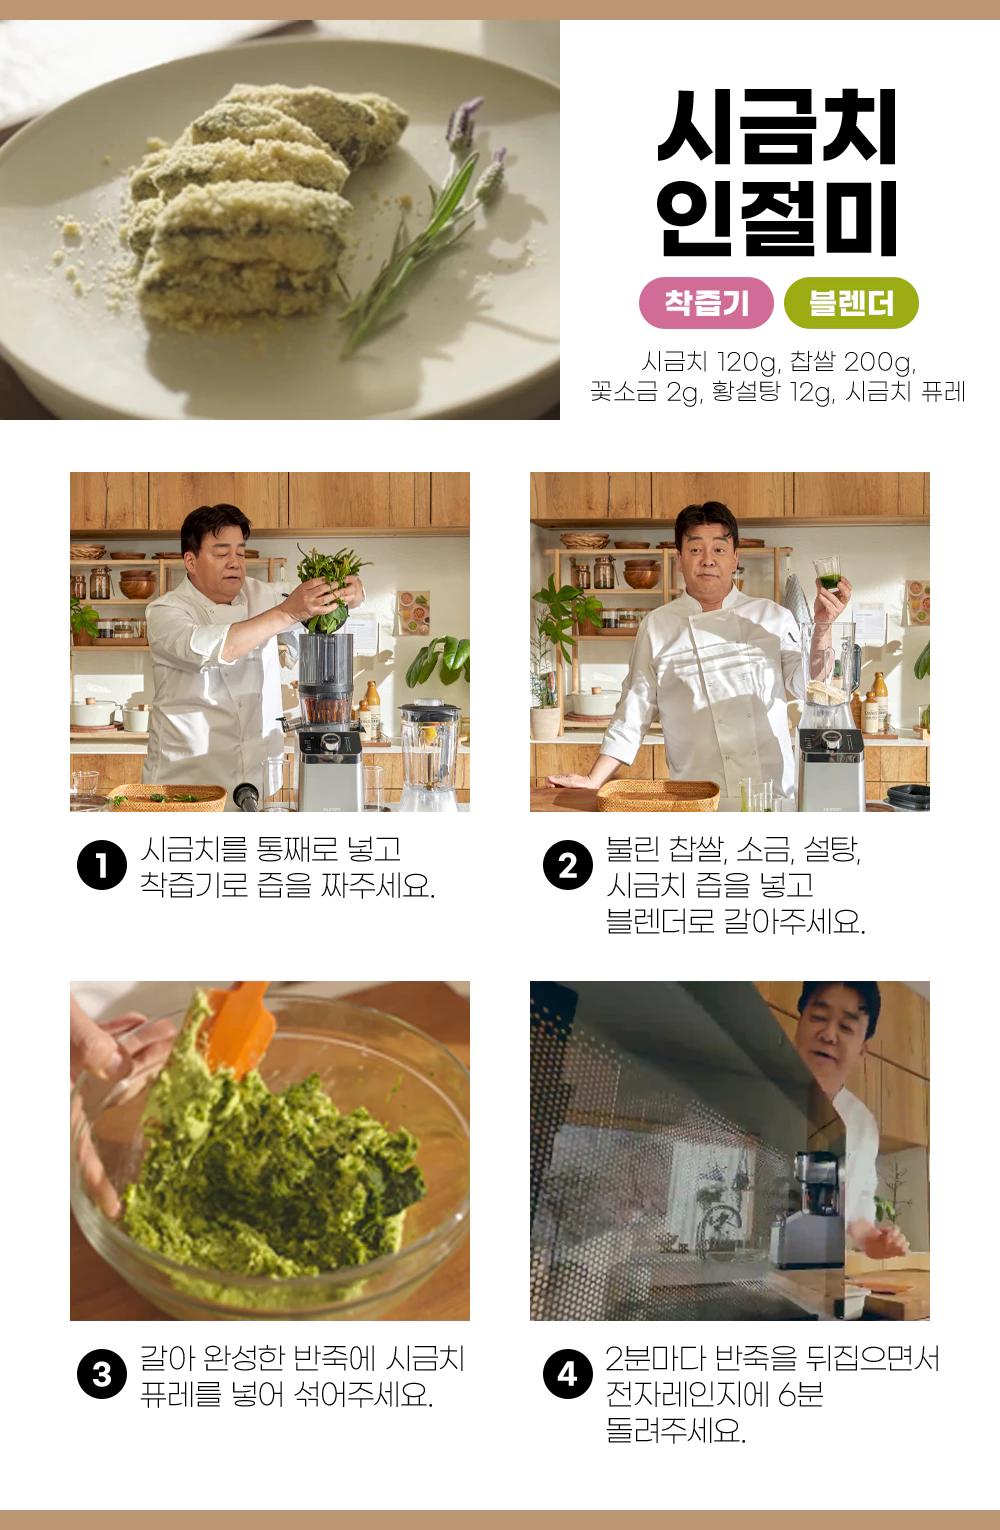 시금치
인절미
착즙기 블렌더
시금치 120g, 찹쌀 200g,
꽃소금 2g, 황설탕 12g, 시금치 퓨레
1 시금치를 통째로 넣고
착즙기로 즙을 짜주세요.
2 불린 찹쌀, 소금, 설탕,
시금치 즙을 넣고
블렌더로 갈아주세요.
3 갈아 완성한 반죽에 시금치
퓨레를 넣어 섞어주세요.
4 2분마다 반죽을 뒤집으면서
전자레인지에 6분
돌려주세요.